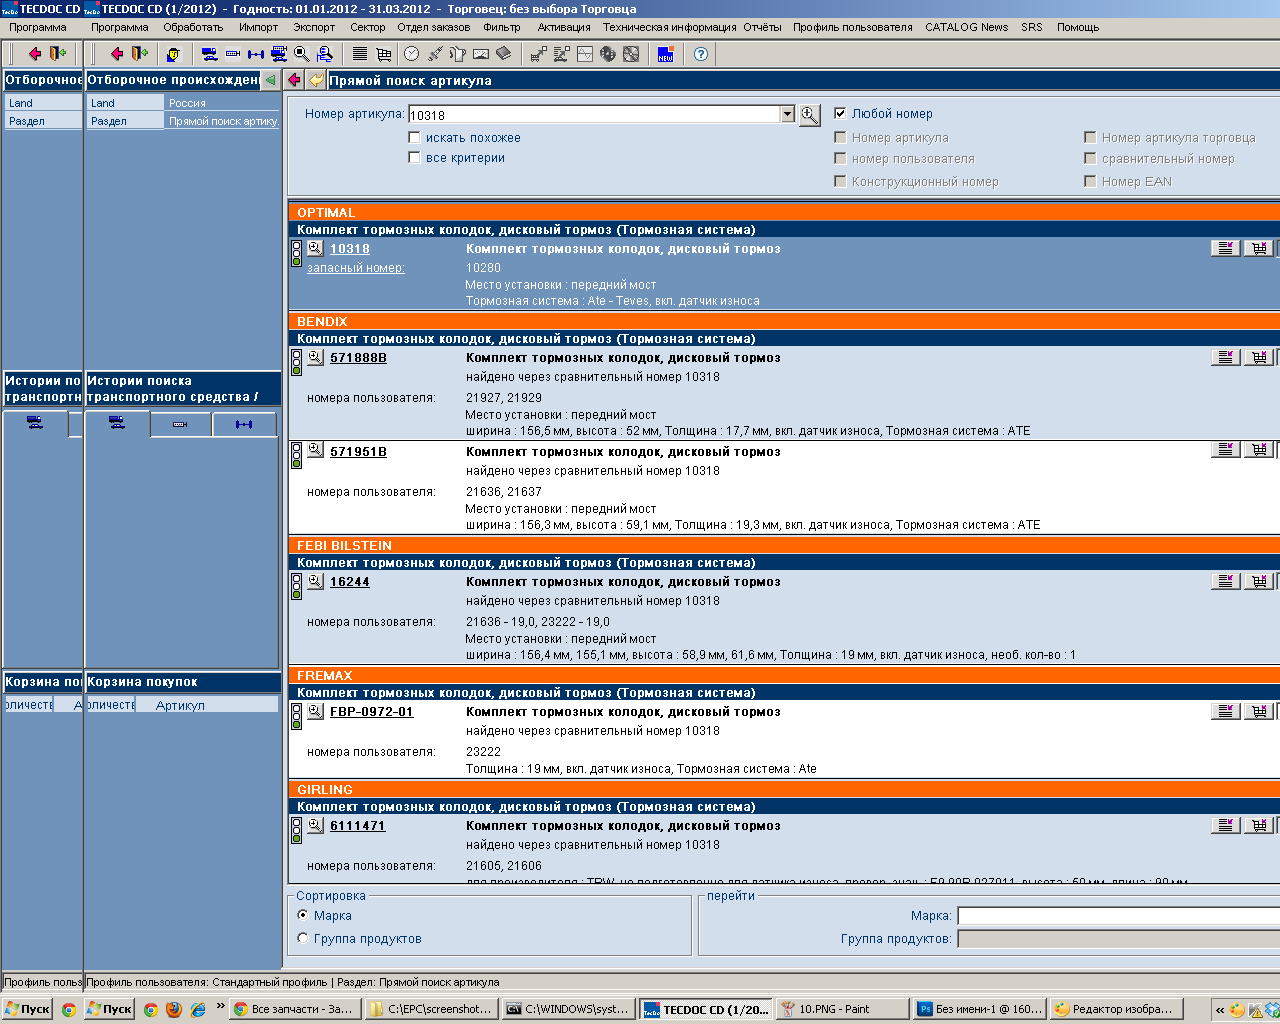 TECDOC CD TECDOC CD (1/2012) - Годность: 01.01.2012 - 31.03.2012 - Торговец: без выбора Торговца
Программа Программа Обработать Импорт Экспорт Сектор Отдел заказов Фильтр Активация Техническая информация Отчёты Профиль пользователя CATALOG News SRS Помощь
Отборочное Отборочное происхожден Прямой поиск артикула
Land Land Россия
Раздел Раздел Прямой поиск артику.
Номер артикула: 10318 Любой номер
искать похожее Номер артикула Номер артикула торговца
все критерии номер пользователя сравнительный номер
Конструкционный номер Номер EAN
OPTIMAL
Комплект тормозных колодок, дисковый тормоз (Тормозная система)
10318 Комплект тормозных колодок, дисковый тормоз
запасный номер: 10280
Место установки : передний мост
Тормозная система : Ate - Teves, вкл. датчик износа
BENDIX
Комплект тормозных колодок, дисковый тормоз (Тормозная система)
571888B Комплект тормозных колодок, дисковый тормоз
найдено через сравнительный номер 10318
номера пользователя: 21927, 21929
Место установки : передний мост
ширина : 156,5 мм, высота : 52 мм, Толщина : 17,7 мм, вкл. датчик износа, Тормозная система : ATE
571951B Комплект тормозных колодок, дисковый тормоз
найдено через сравнительный номер 10318
номера пользователя: 21636, 21637
Место установки : передний мост
ширина : 156,3 мм, высота : 59,1 мм, Толщина : 19,3 мм, вкл. датчик износа, Тормозная система : ATE
FEBI BILSTEIN
Комплект тормозных колодок, дисковый тормоз (Тормозная система)
16244 Комплект тормозных колодок, дисковый тормоз
найдено через сравнительный номер 10318
номера пользователя: 21636 - 19,0, 23222 - 19,0
Место установки : передний мост
ширина : 156,4 мм, 155,1 мм, высота : 58,9 мм, 61,6 мм, Толщина : 19 мм, вкл. датчик износа, необ. кол-во : 1
FREMAX
Комплект тормозных колодок, дисковый тормоз (Тормозная система)
FBP-0972-01 Комплект тормозных колодок, дисковый тормоз
найдено через сравнительный номер 10318
номера пользователя: 23222
Толщина : 19 мм, вкл. датчик износа, Тормозная система : Ate
GIRLING
Комплект тормозных колодок, дисковый тормоз (Тормозная система)
6111471 Комплект тормозных колодок, дисковый тормоз
найдено через сравнительный номер 10318
номера пользователя: 21605, 21606
Истории по Истории поиска
транспортн транспортного средства /
Корзина пок Корзина покупок
оличеств А оличеств Артикул
Сортировка перейти
Марка Марка:
Группа продуктов Группа продуктов:
Профиль польз Профиль пользователя: Стандартный профиль | Раздел: Прямой поиск артикула
Пуск Пуск » Все запчасти - За... C:\EPC\screenshot... C:\WINDOWS\syst... TECDOC CD (1/20... 10.PNG - Paint Без имени-1 @ 160... Редактор изобра... «